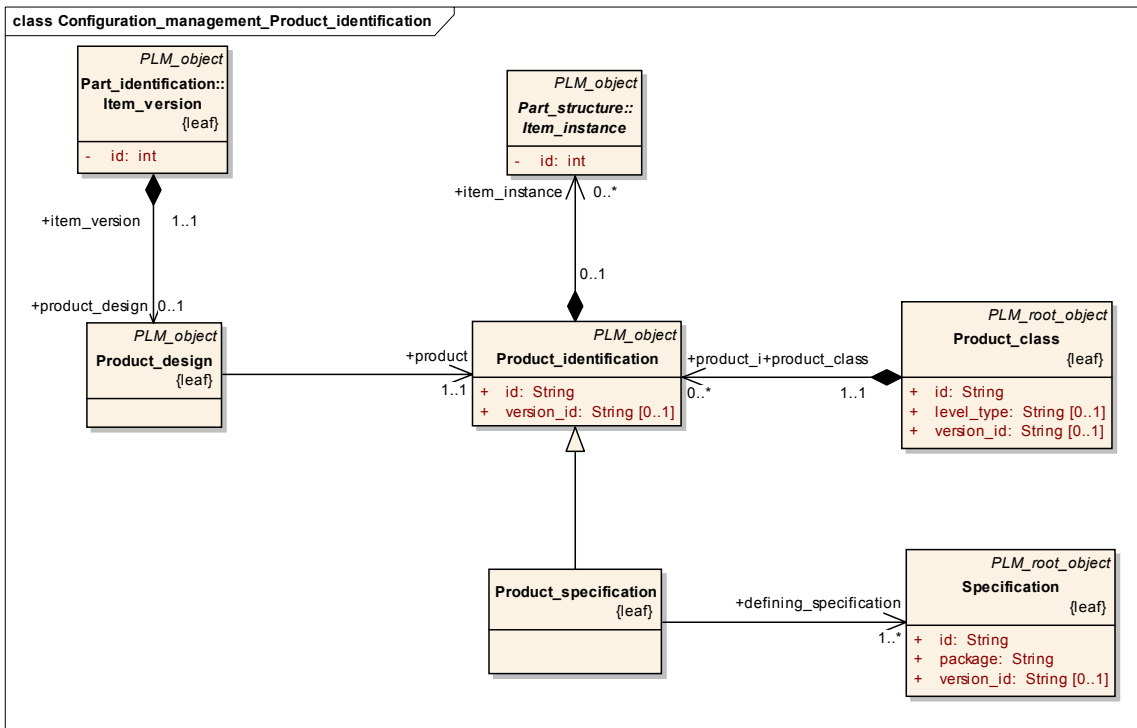 class Configuration_management_Product_identification
PLM_object
Part_identification::
Item_version
{leaf}
- id: int
PLM_object
Part_structure::
Item_instance
- id: int
+item_version
1..1
+item_instance
0..*
+product_design
0..1
0..1
PLM_object
Product_design
{leaf}
+product
1..1
PLM_object
Product_identification
+ id: String
+ version_id: String [0..1]
+product_i+product_class
0..*
1..1
PLM_root_object
Product_class
{leaf}
+ id: String
+ level_type: String [0..1]
+ version_id: String [0..1]
Product_specification
{leaf}
+defining_specification
1..*
PLM_root_object
Specification
{leaf}
+ id: String
+ package: String
+ version_id: String [0..1]